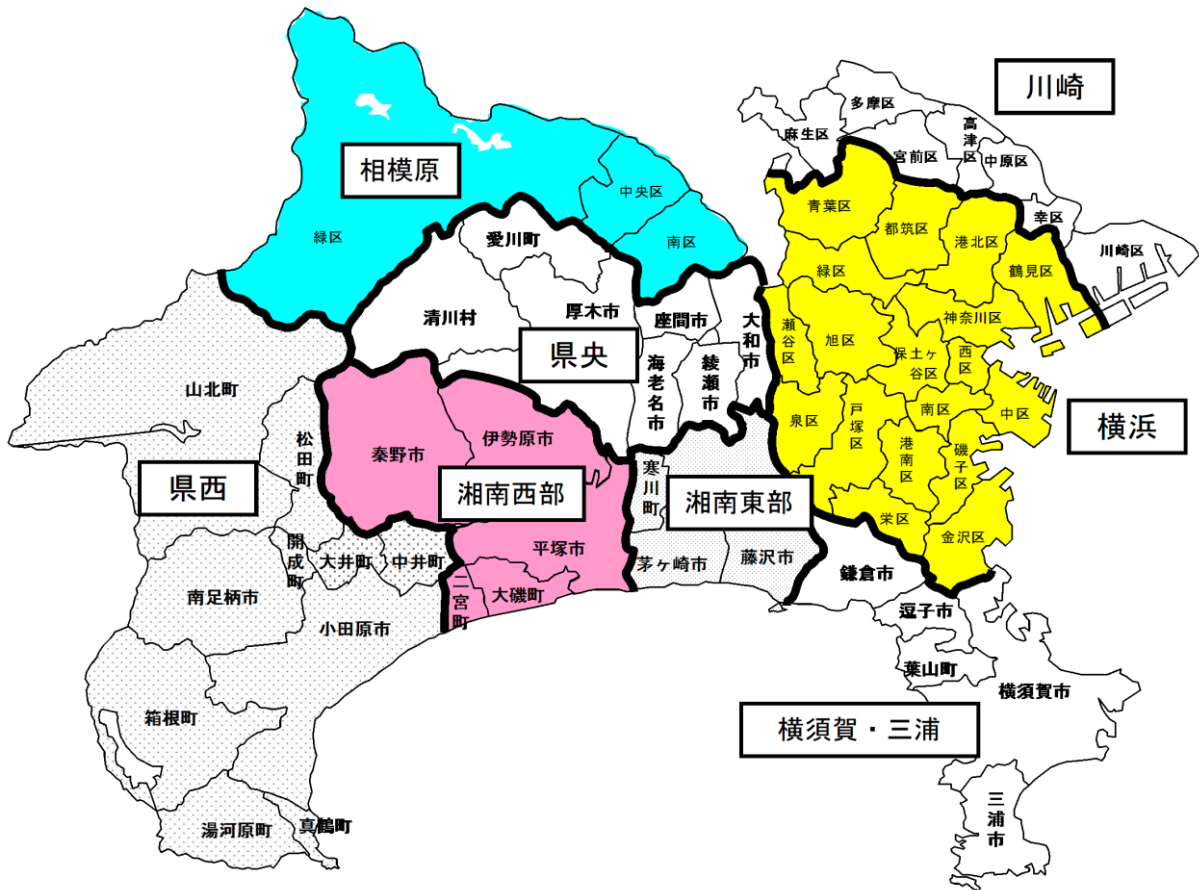 川崎
多摩区
麻生区
高津区
宮前区
中原区
幸区
川崎区
相模原
中央区
緑区
南区
青葉区
都筑区
港北区
鶴見区
緑区
神奈川区
瀬谷区
旭区
保土ヶ
谷区
西区
泉区
戸塚区
南区
中区
港南区
磯子区
栄区
金沢区
横浜
愛川町
厚木市
清川村
座間市
大和市
県央
海老名市
綾瀬市
山北町
松田町
県西
開成町
大井町
中井町
南足柄市
小田原市
箱根町
湯河原町
真鶴町
秦野市
伊勢原市
湘南西部
平塚市
二宮町
大磯町
寒川町
湘南東部
茅ヶ崎市
藤沢市
鎌倉市
逗子市
葉山町
横須賀市
横須賀・三浦
三浦市